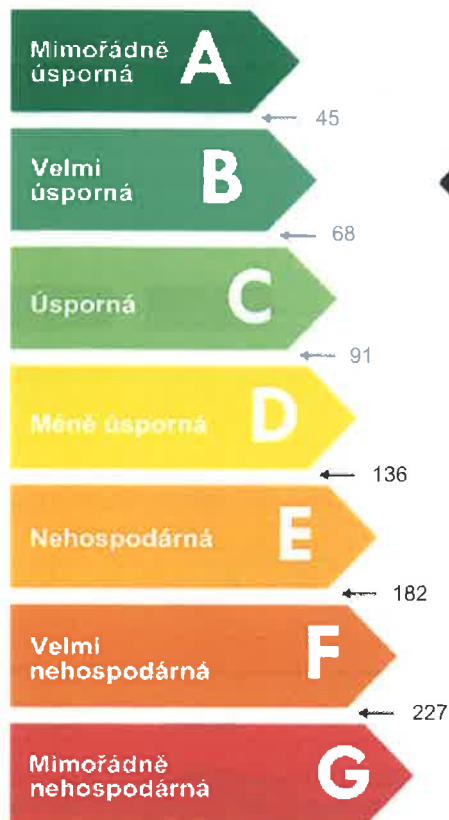 Mimořádně
úsporná
A
45
Velmi
úsporná
B
68
Úsporná
C
91
Méně úsporná
D
136
Nehospodárná
E
182
Velmi
nehospodárná
F
227
Mimořádně
nehospodárná
G